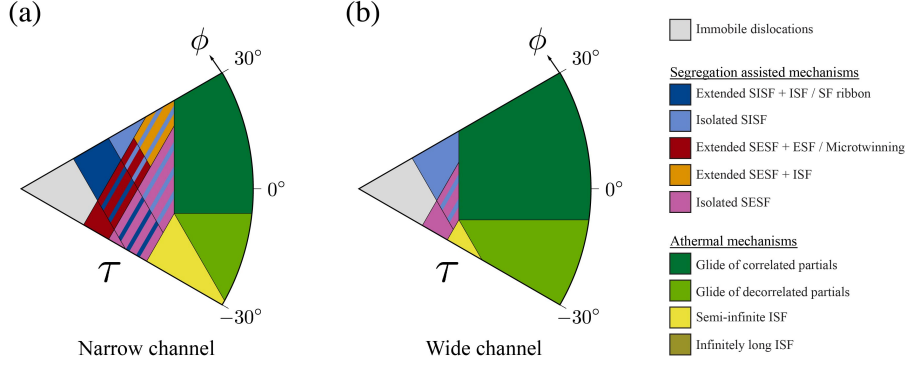 (a)
(b)
ϕ
30°
0°
−30°
τ
Narrow channel
ϕ
30°
0°
−30°
τ
Wide channel
Immobile dislocations
Segregation assisted mechanisms
Extended SISF + ISF / SF ribbon
Isolated SISF
Extended SESF + ESF / Microtwinning
Extended SESF + ISF
Isolated SESF
Athermal mechanisms
Glide of correlated partials
Glide of decorrelated partials
Semi-infinite ISF
Infinitely long ISF